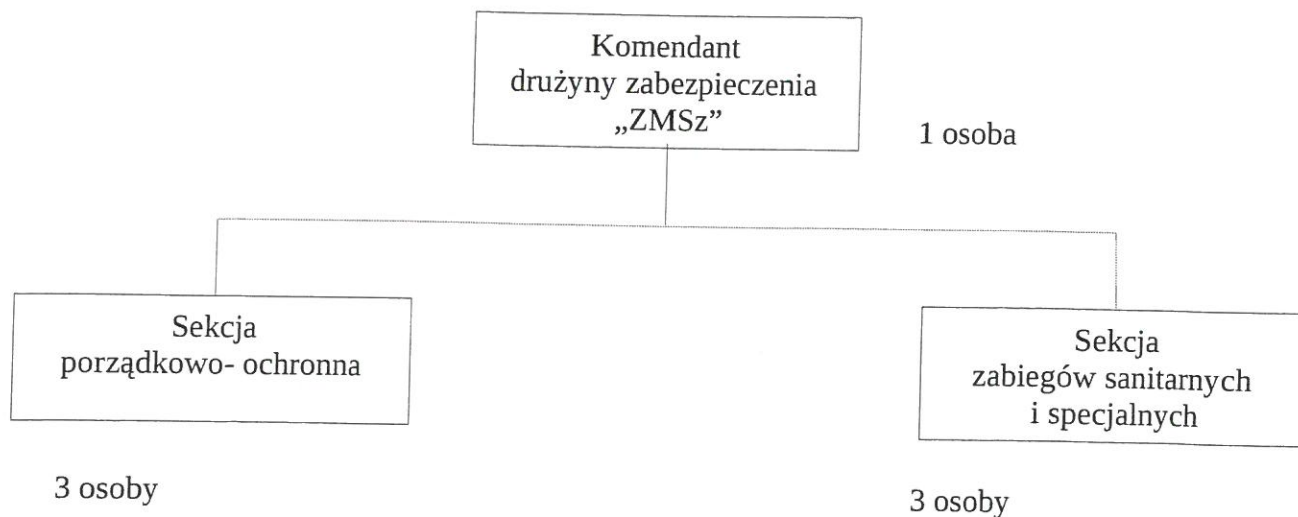 Komendant
drużyny zabezpieczenia
„ZMSz”
1 osoba
Sekcja
porządkowo- ochronna
3 osoby
Sekcja
zabiegów sanitarnych
i specjalnych
3 osoby